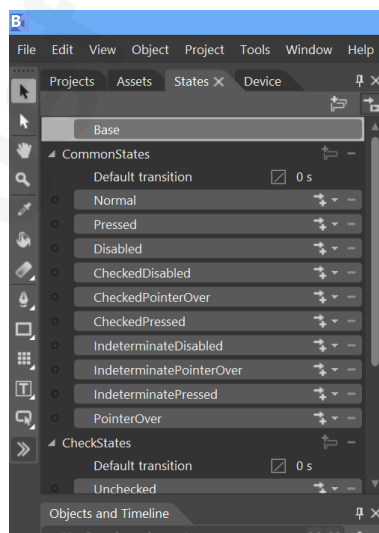 B
File Edit View Object Project Tools Window Help
Projects Assets States Device
Base
CommonStates
Default transition 0 s
Normal
Pressed
Disabled
CheckedDisabled
CheckedPointerOver
CheckedPressed
IndeterminateDisabled
IndeterminatePointerOver
IndeterminatePressed
PointerOver
CheckStates
Default transition 0 s
Unchecked
Objects and Timeline